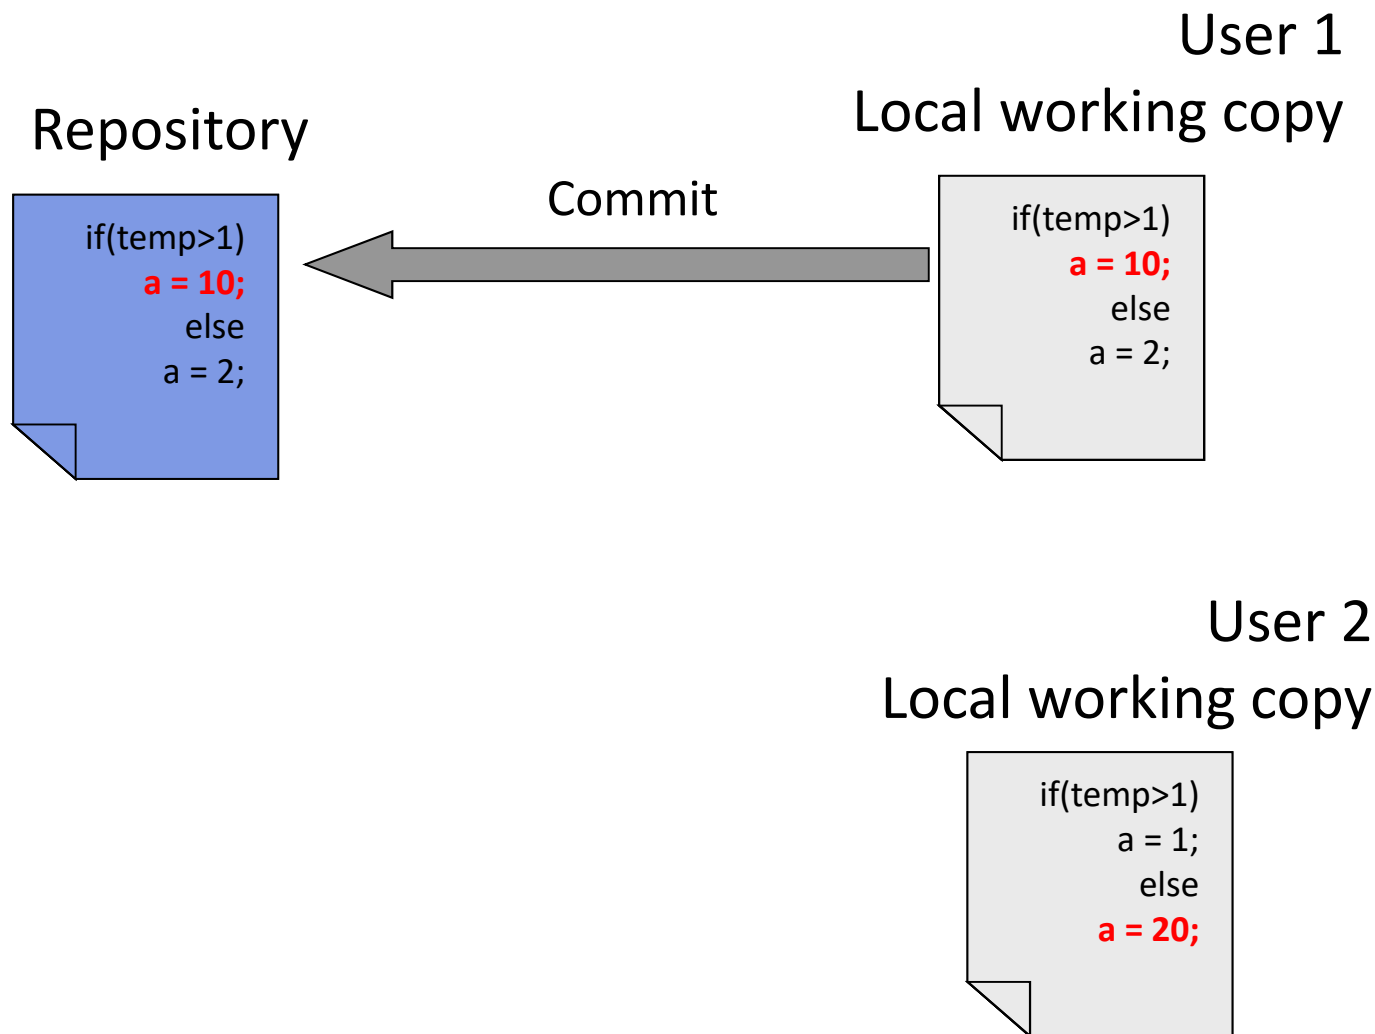 User 1
Local working copy
Repository
Commit
if(temp>1)
a = 10;
else
a = 2;
if(temp>1)
a = 10;
else
a = 2;
User 2
Local working copy
if(temp>1)
a = 1;
else
a = 20;